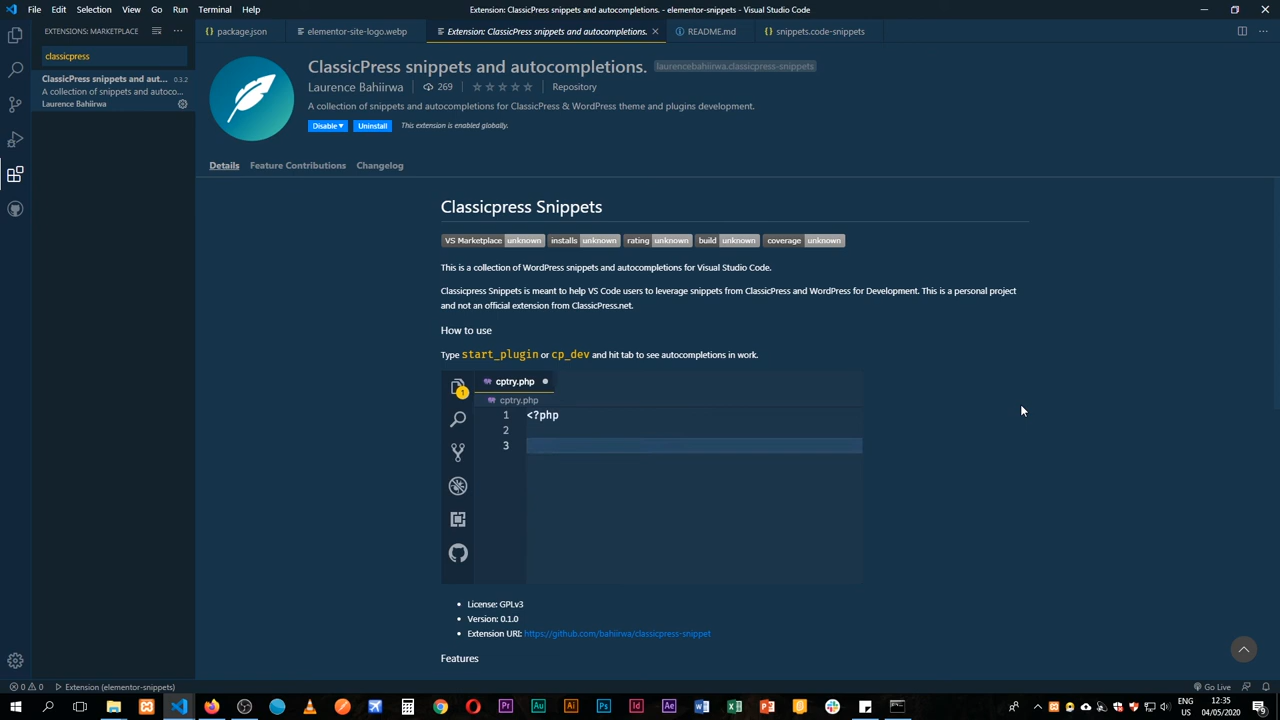 File Edit Selection View Go Run Terminal Help
Extension: ClassicPress snippets and autocompletions. - elementor-snippets - Visual Studio Code
EXTENSIONS: MARKETPLACE
classicpress
ClassicPress snippets and aut... 0.3.2
A collection of snippets and autoco...
Laurence Bahiirwa
package.json
elementor-site-logo.webp
Extension: ClassicPress snippets and autocompletions.
README.md
snippets.code-snippets
ClassicPress snippets and autocompletions. laurencebahiirwa.classicpress-snippets
Laurence Bahiirwa 269 Repository
A collection of snippets and autocompletions for ClassicPress & WordPress theme and plugins development.
Disable Uninstall This extension is enabled globally.
Details Feature Contributions Changelog
Classicpress Snippets
VS Marketplace unknown installs unknown rating unknown build unknown coverage unknown
This is a collection of WordPress snippets and autocompletions for Visual Studio Code.
Classicpress Snippets is meant to help VS Code users to leverage snippets from ClassicPress and WordPress for Development. This is a personal project
and not an official extension from ClassicPress.net.
How to use
Type start_plugin or cp_dev and hit tab to see autocompletions in work.
cptry.php
1
cptry.php
1 <?php
2
3
License: GPLv3
Version: 0.1.0
Extension URI: https://github.com/bahiirwa/classicpress-snippet
Features
0 0 Extension (elementor-snippets)
Go Live
Pr Au Ai Ps Id Ae
ENG
US
12:35
04/05/2020